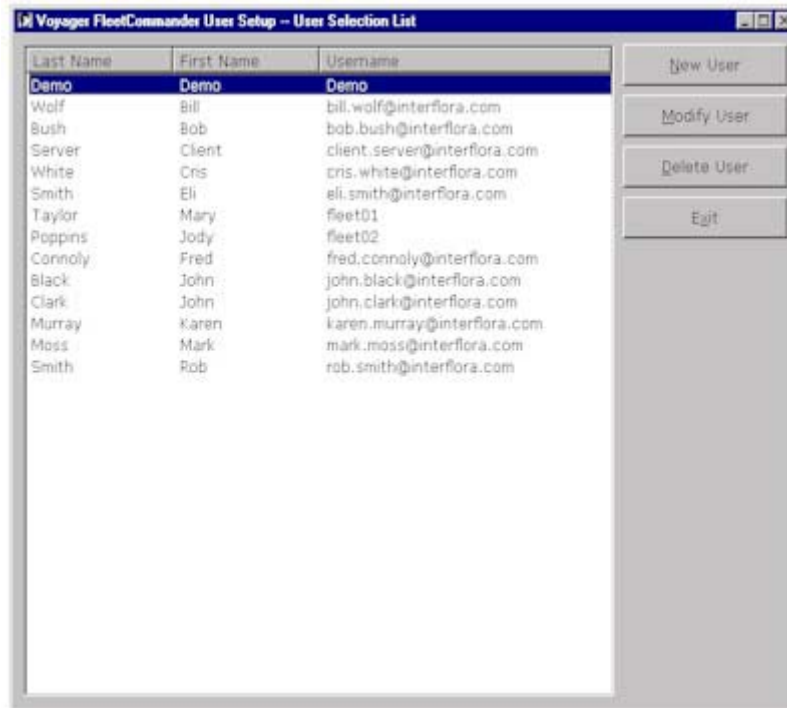 Voyager FleetCommander User Setup -- User Selection List
Last Name First Name Username
Demo Demo Demo
Wolf Bill bill.wolf@interflora.com
Bush Bob bob.bush@interflora.com
Server Client client.server@interflora.com
White Cris cris.white@interflora.com
Smith Eli eli.smith@interflora.com
Taylor Mary fleet01
Poppins Jody fleet02
Connoly Fred fred.connoly@interflora.com
Black John john.black@interflora.com
Clark John john.clark@interflora.com
Murray Karen karen.murray@interflora.com
Moss Mark mark.moss@interflora.com
Smith Rob rob.smith@interflora.com
New User
Modify User
Delete User
Exit